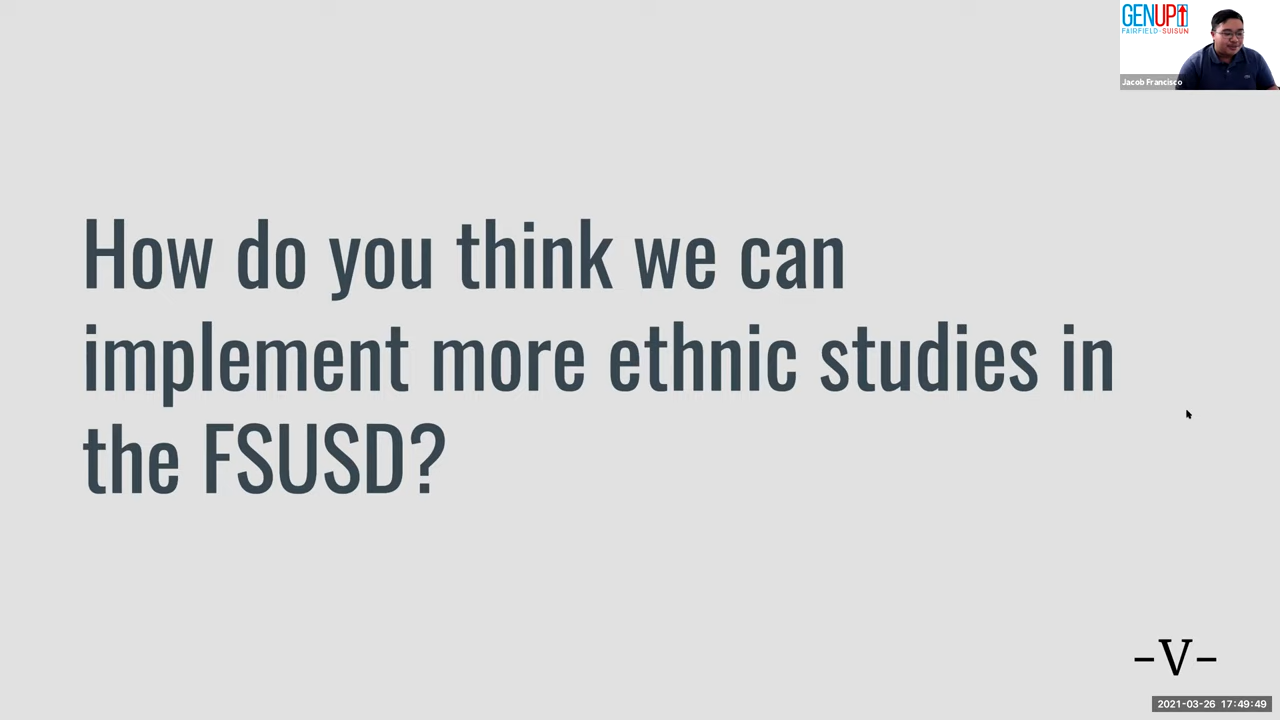 GENUP
FAIRFIELD-SUISUN
Jacob Francisco
How do you think we can
implement more ethnic studies in
the FSUSD?
–V–
2021-03-26 17:49:49